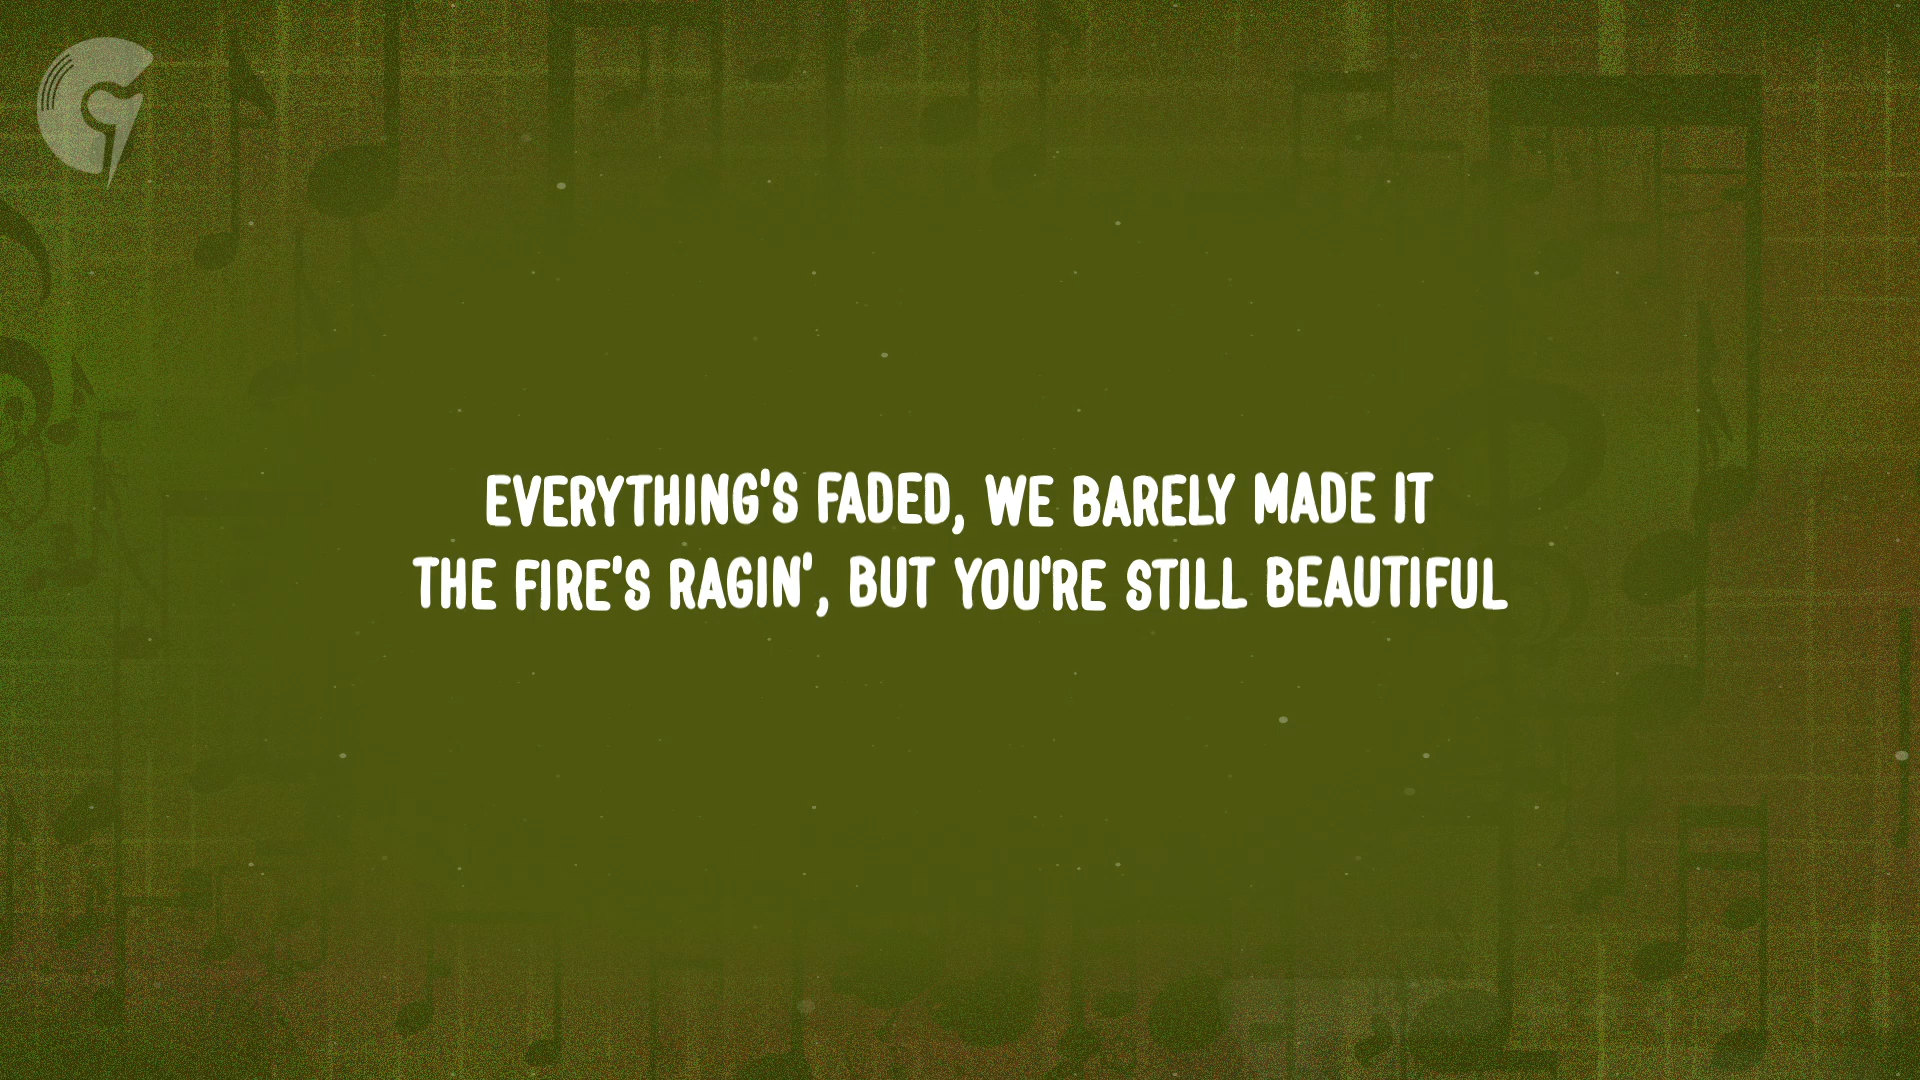 EVERYTHING'S FADED, WE BARELY MADE IT
THE FIRE'S RAGIN', BUT YOU'RE STILL BEAUTIFUL